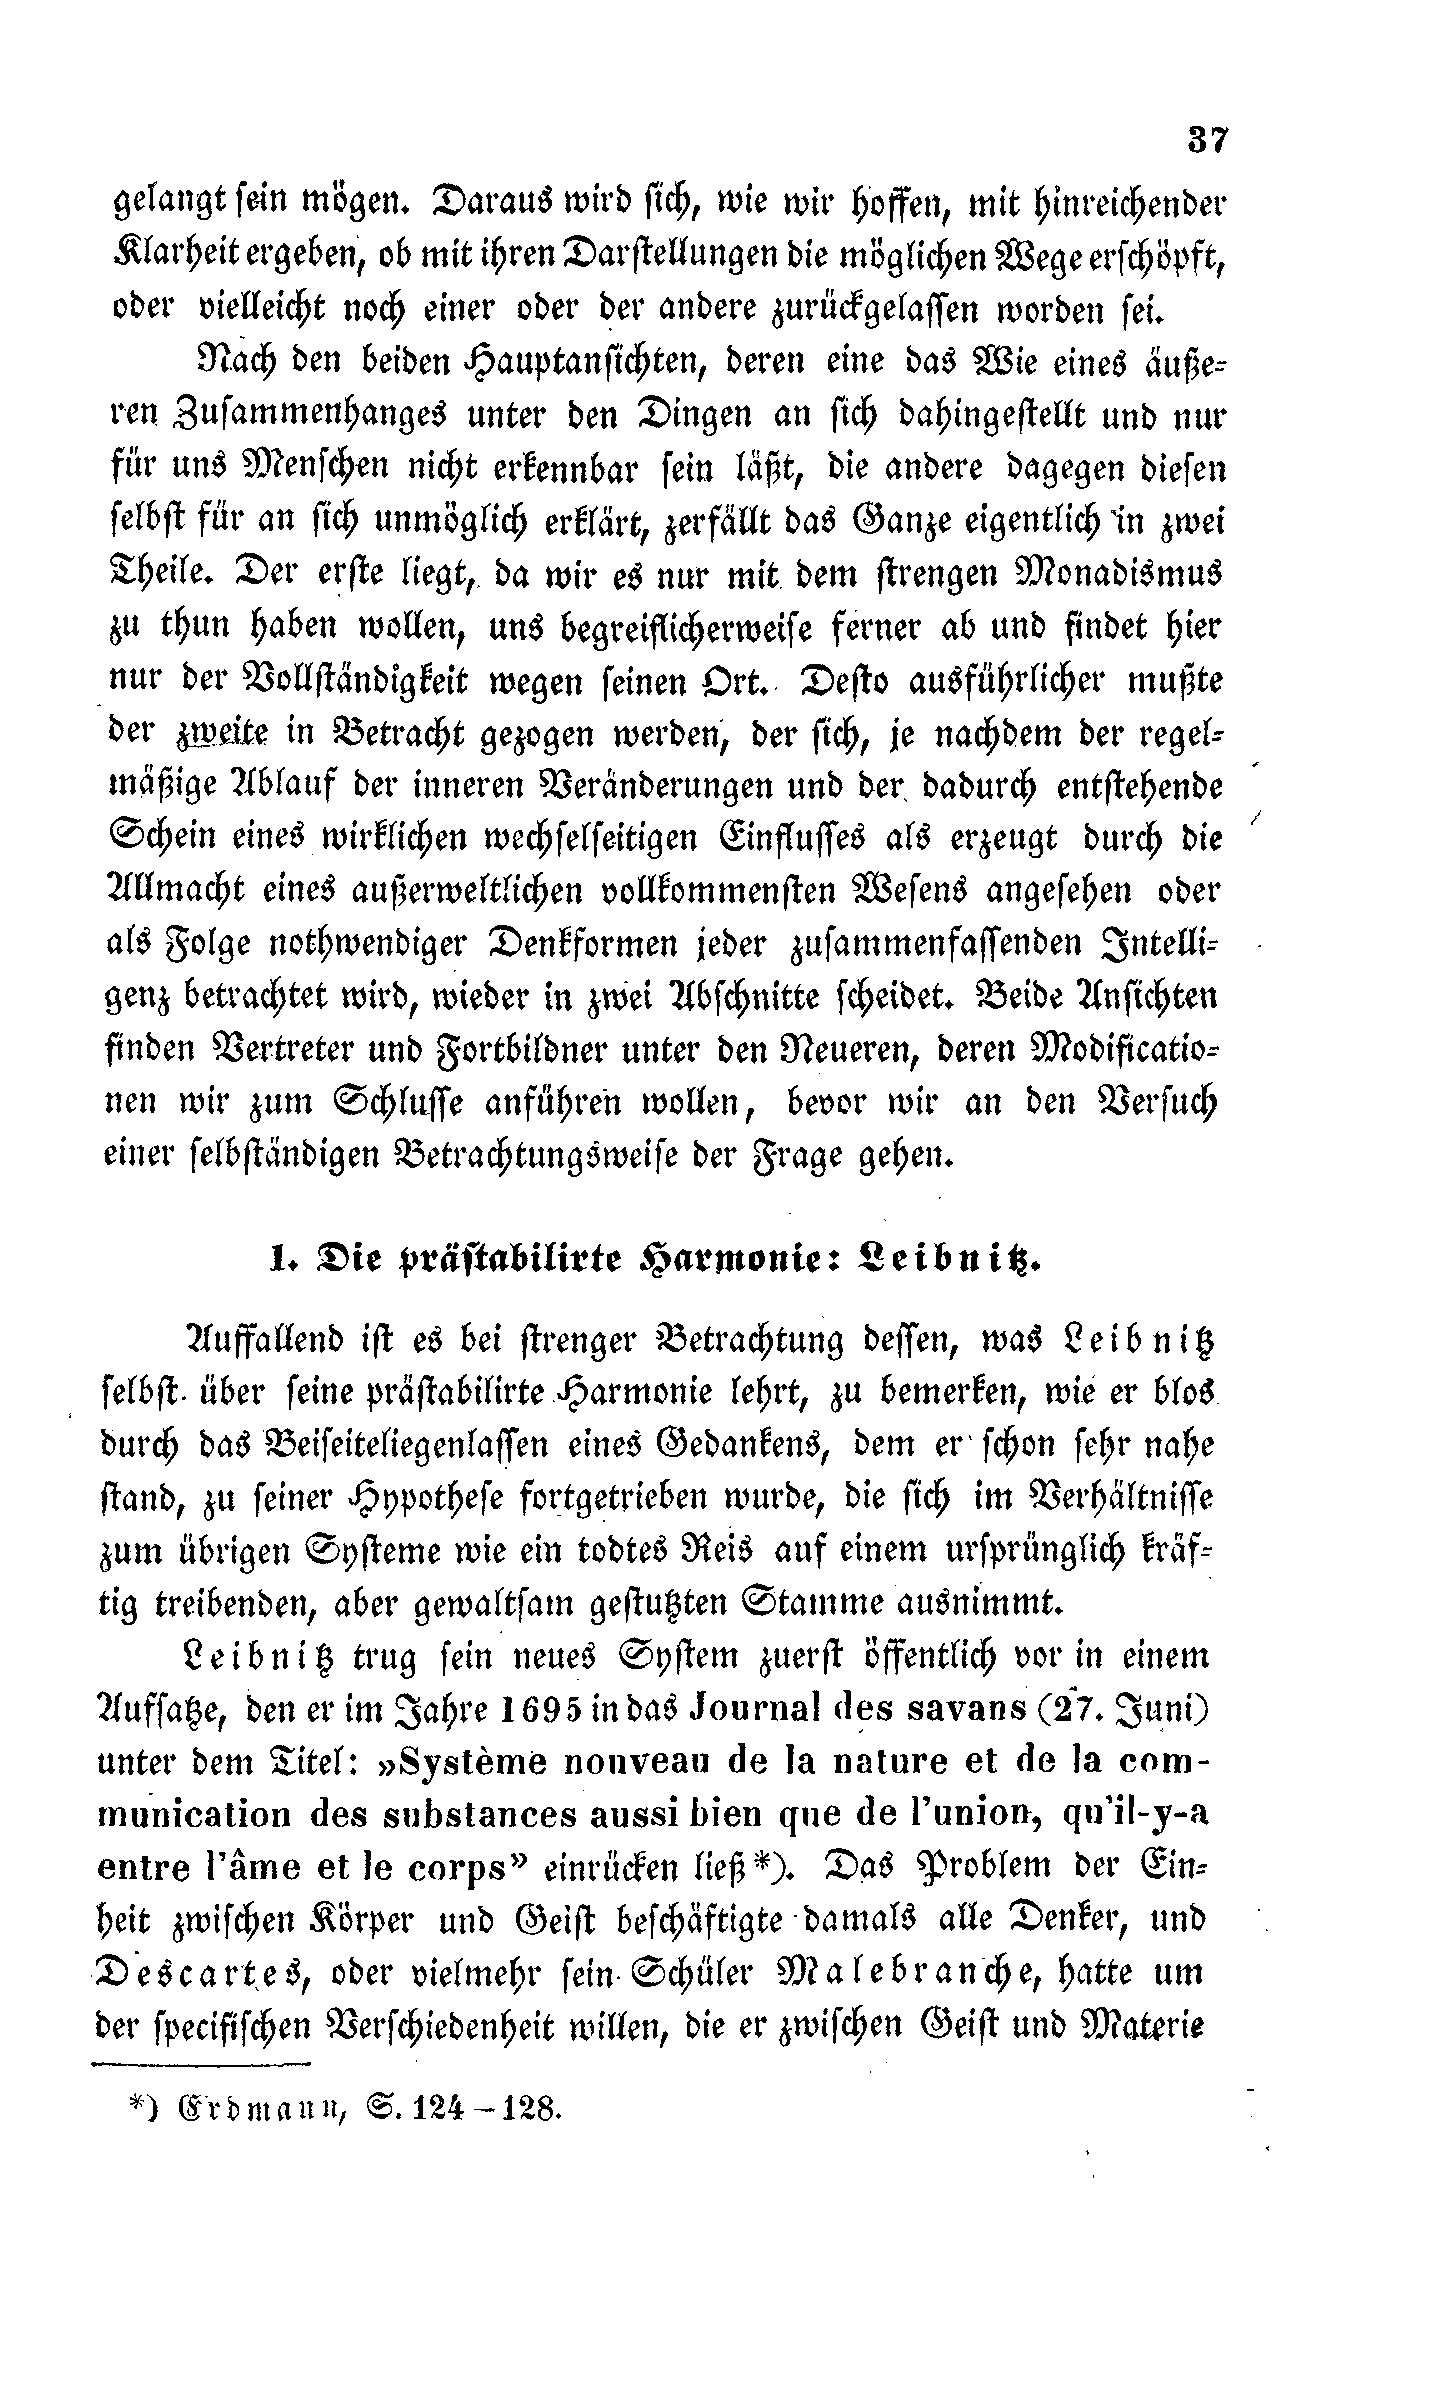 37
gelangt sein mögen. Daraus wird sich, wie wir hoffen, mit hinreichender
Klarheit ergeben, ob mit ihren Darstellungen die möglichen Wege erschöpft,
oder vielleicht noch einer oder der andere zurückgelassen worden sei.
Nach den beiden Hauptansichten, deren eine das Wie eines äuße-
ren Zusammenhanges unter den Dingen an sich dahingestellt und nur
für uns Menschen nicht erkennbar sein läßt, die andere dagegen diesen
selbst für an sich unmöglich erklärt, zerfällt das Ganze eigentlich in zwei
Theile. Der erste liegt, da wir es nur mit dem strengen Monadismus
zu thun haben wollen, uns begreiflicherweise ferner ab und findet hier
nur der Vollständigkeit wegen seinen Ort. Desto ausführlicher mußte
der zweite in Betracht gezogen werden, der sich, je nachdem der regel-
mäßige Ablauf der inneren Veränderungen und der dadurch entstehende
Schein eines wirklichen wechselseitigen Einflusses als erzeugt durch die
Allmacht eines außerweltlichen vollkommensten Wesens angesehen oder
als Folge nothwendiger Denkformen jeder zusammenfassenden Intelli-
genz betrachtet wird, wieder in zwei Abschnitte scheidet. Beide Ansichten
finden Vertreter und Fortbildner unter den Neueren, deren Modificatio-
nen wir zum Schlusse anführen wollen, bevor wir an den Versuch
einer selbständigen Betrachtungsweise der Frage gehen.
1. Die prästabilirte Harmonie: Leibnitz.
Auffallend ist es bei strenger Betrachtung dessen, was Leibnitz
selbst über seine prästabilirte Harmonie lehrt, zu bemerken, wie er blos
durch das Beiseiteliegenlassen eines Gedankens, dem er schon sehr nahe
stand, zu seiner Hypothese fortgetrieben wurde, die sich im Verhältnisse
zum übrigen Systeme wie ein todtes Reis auf einem ursprünglich kräf-
tig treibenden, aber gewaltsam gestutzten Stamme ausnimmt.
Leibnitz trug sein neues System zuerst öffentlich vor in einem
Aufsatze, den er im Jahre 1695 in das Journal des savans (27. Juni)
unter dem Titel: »Système nouveau de la nature et de la com-
munication des substances aussi bien que de l'union, qu'il-y-a
entre l'âme et le corps» einrücken ließ*). Das Problem der Ein-
heit zwischen Körper und Geist beschäftigte damals alle Denker, und
Descartes, oder vielmehr sein Schüler Malebranche, hatte um
der specifischen Verschiedenheit willen, die er zwischen Geist und Materie
*) Erdmann, S. 124–128.